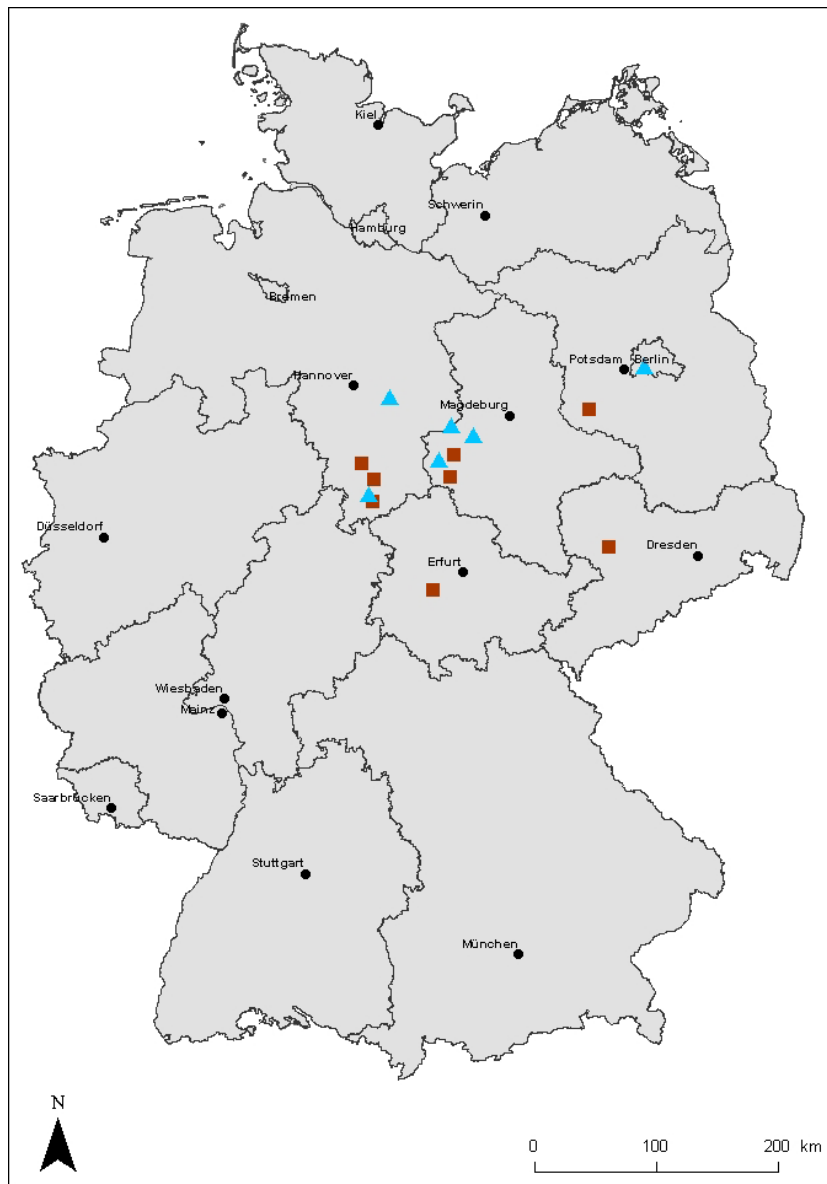 Kiel
Schwerin
Hamburg
Bremen
Hannover
Potsdam
Berlin
Magdeburg
Düsseldorf
Erfurt
Dresden
Wiesbaden
Mainz
Saarbrücken
Stuttgart
München
N
0 100 200 km